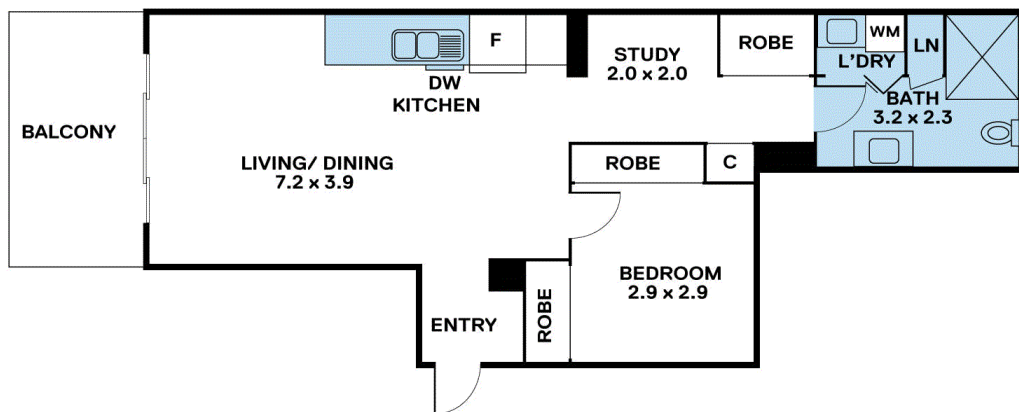 BALCONY
LIVING/ DINING
7.2 x 3.9
F
DW
KITCHEN
STUDY
2.0 x 2.0
ROBE
WM
L'DRY
LN
BATH
3.2 x 2.3
ROBE
C
BEDROOM
2.9 x 2.9
ROBE
ENTRY